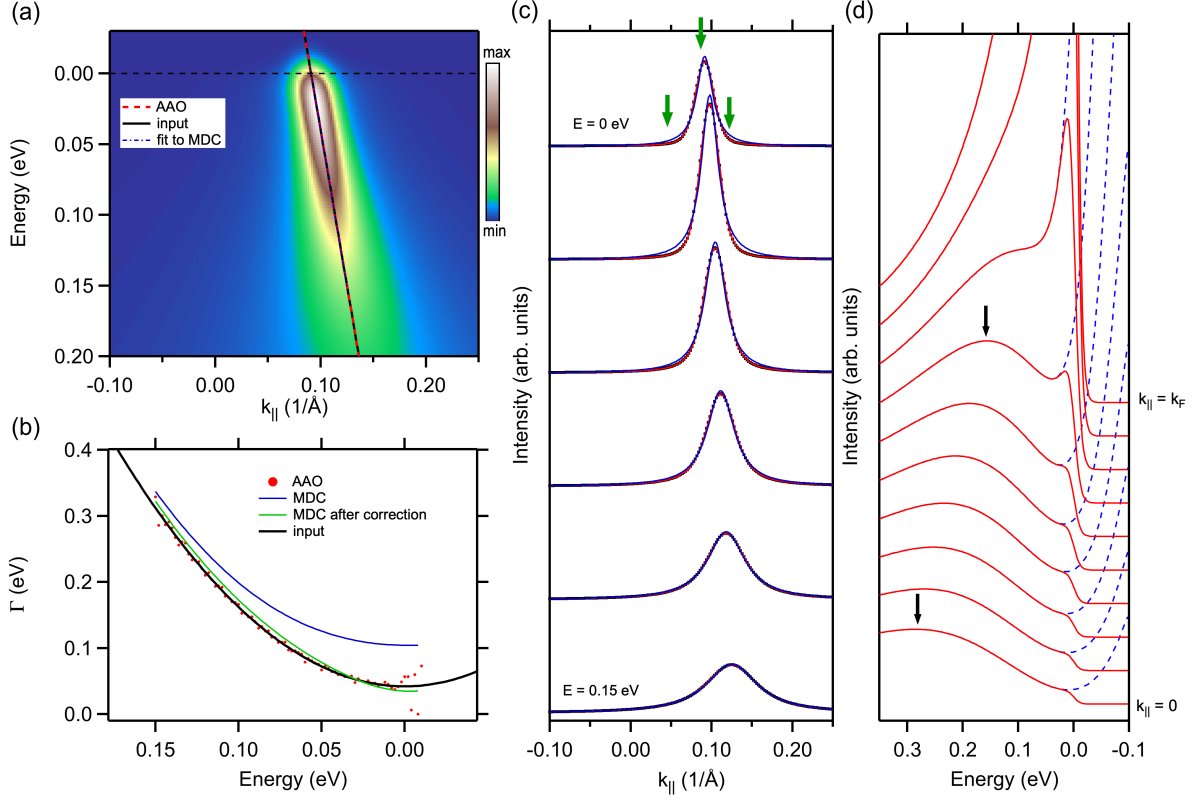 (a)
0.00
0.05
0.10
0.15
0.20
Energy (eV)
AAO
input
fit to MDC
max
min
-0.10
0.00
0.10
0.20
k|| (1/Å)
(b)
0.4
0.3
0.2
0.1
0.0
Γ (eV)
AAO
MDC
MDC after correction
input
0.15
0.10
0.05
0.00
Energy (eV)
(c)
Intensity (arb. units)
E = 0 eV
E = 0.15 eV
-0.10
0.00
0.10
0.20
k|| (1/Å)
(d)
Intensity (arb. units)
k|| = kF
k|| = 0
0.3
0.2
0.1
0.0
-0.1
Energy (eV)